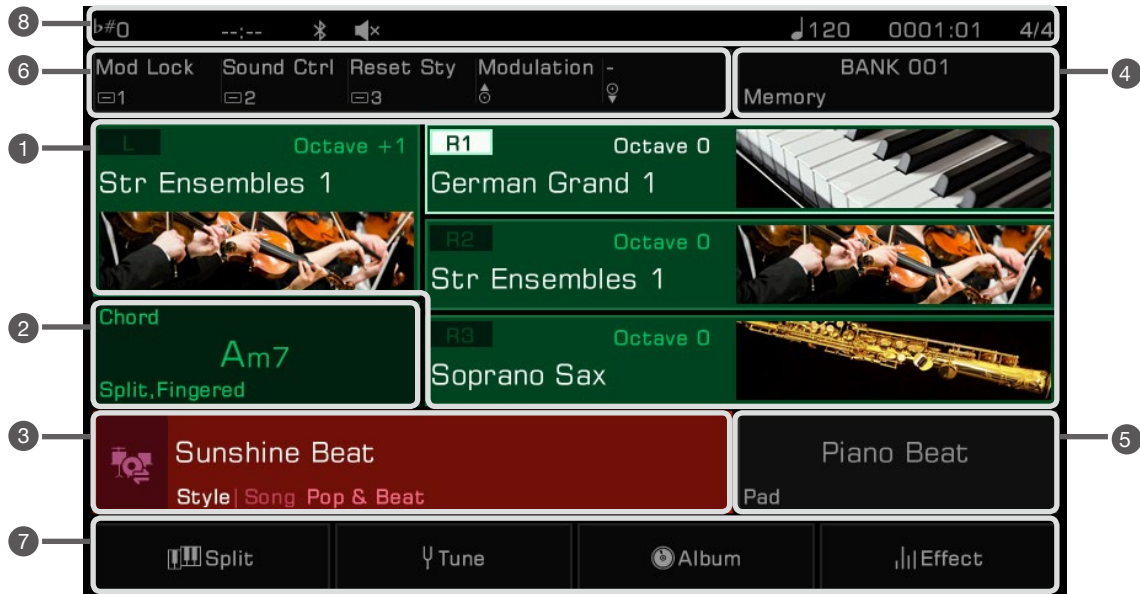 8
♭#0 --:-- ♩120 0001:01 4/4
6
Mod Lock Sound Ctrl Reset Sty Modulation -
1 2 3
BANK 001
Memory
4
1
L Octave +1
Str Ensembles 1
R1 Octave 0
German Grand 1
R2 Octave 0
Str Ensembles 1
R3 Octave 0
Soprano Sax
2
Chord
Am7
Split,Fingered
3
Sunshine Beat
Style| Song Pop & Beat
Piano Beat
Pad
5
7
Split Tune Album Effect